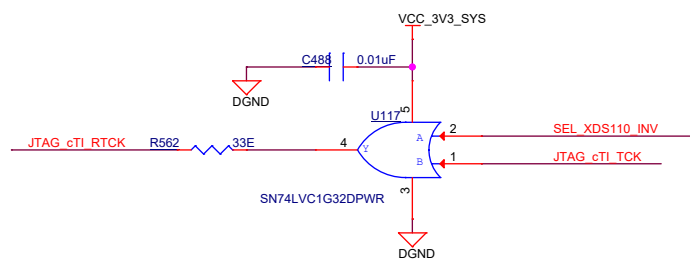 VCC_3V3_SYS
C488 0.01uF
DGND
5
U117
A 2 SEL_XDS110_INV
JTAG_cTI_RTCK R562 33E 4 Y
B 1 JTAG_cTI_TCK
3
SN74LVC1G32DPWR
DGND